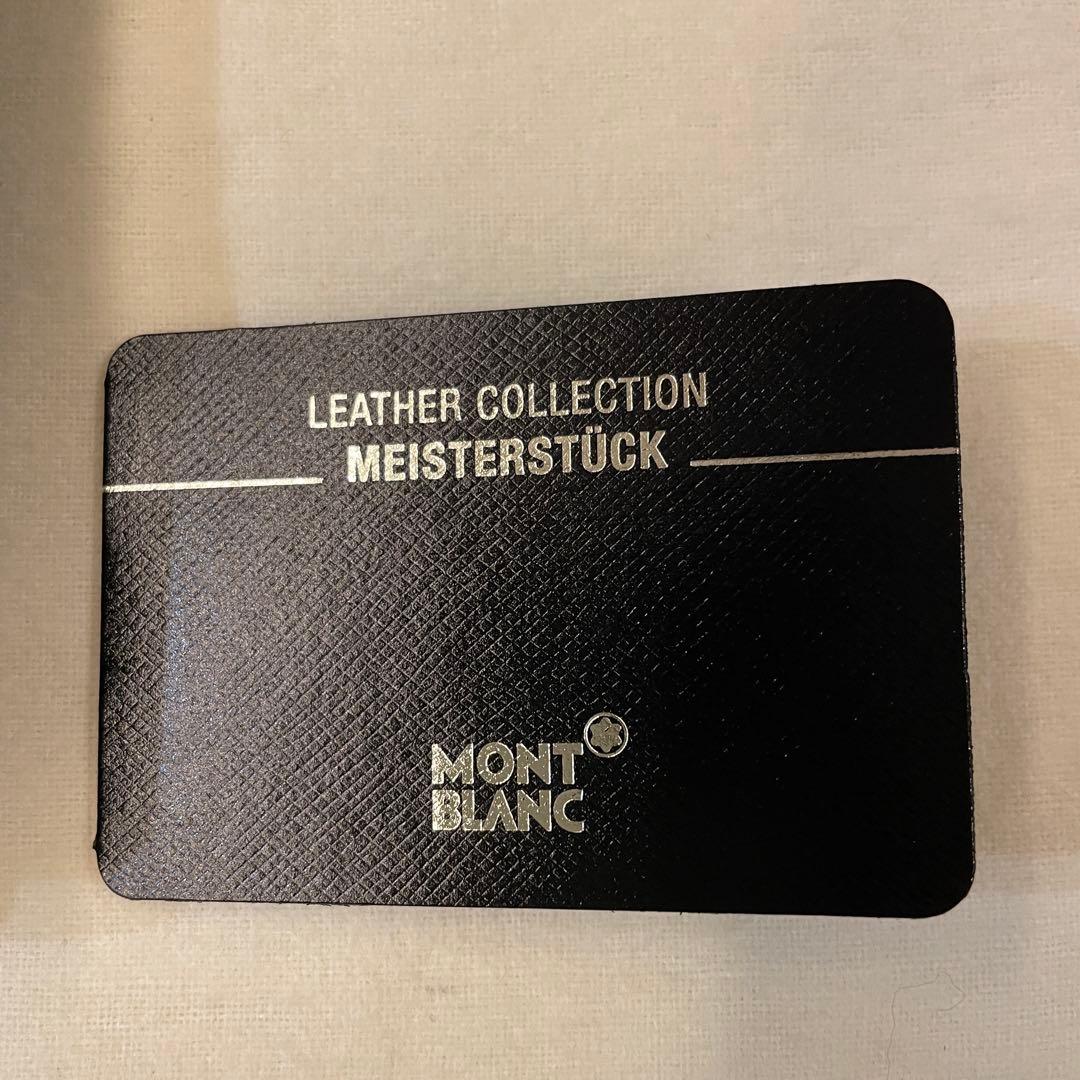 LEATHER COLLECTION
MEISTERSTÜCK
MONT
BLANC